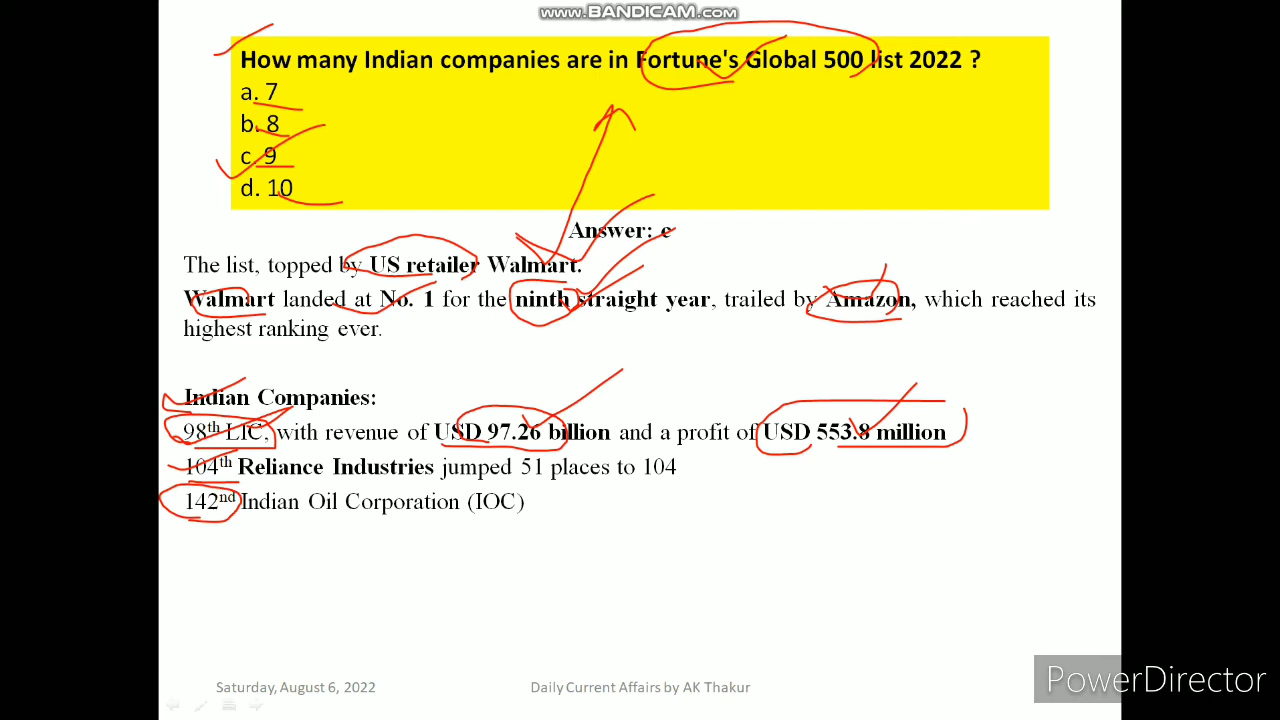 WWW.BANDICAM.COM
How many Indian companies are in Fortune's Global 500 list 2022 ?
a. 7
b. 8
c. 9
d. 10
Answer: c
The list, topped by US retailer Walmart.
Walmart landed at No. 1 for the ninth straight year, trailed by Amazon, which reached its
highest ranking ever.
Indian Companies:
98th LIC, with revenue of USD 97.26 billion and a profit of USD 553.8 million
104th Reliance Industries jumped 51 places to 104
142nd Indian Oil Corporation (IOC)
Saturday, August 6, 2022
Daily Current Affairs by AK Thakur
PowerDirector